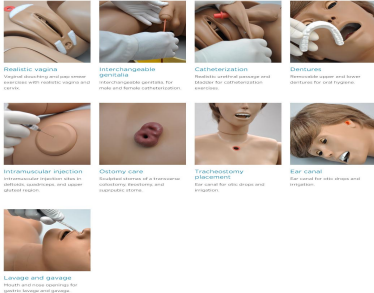 Realistic vagina
Vaginal douching and pap smear
exercises with realistic vagina and
cervix.
Interchangeable
genitalia
Interchangeable genitalia, for
male and female catheterization.
Catheterization
Realistic urethral passage and
bladder for catheterization
exercises.
Dentures
Removable upper and lower
dentures for oral hygiene.
Intramuscular injection
Intramuscular injection sites in
deltoids, quadriceps, and upper
gluteal region.
Ostomy care
Sculpted stomas of a transverse
colostomy, ileostomy, and
suprapubic stoma.
Tracheostomy
placement
Ear canal for otic drops and
irrigation.
Ear canal
Ear canal for otic drops and
irrigation.
Lavage and gavage
Mouth and nose openings for
gastric lavage and gavage.